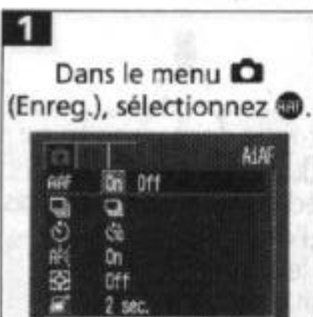 1
Dans le menu
(Enreg.), sélectionnez
AiAF
On Off
On
Off
2 sec.